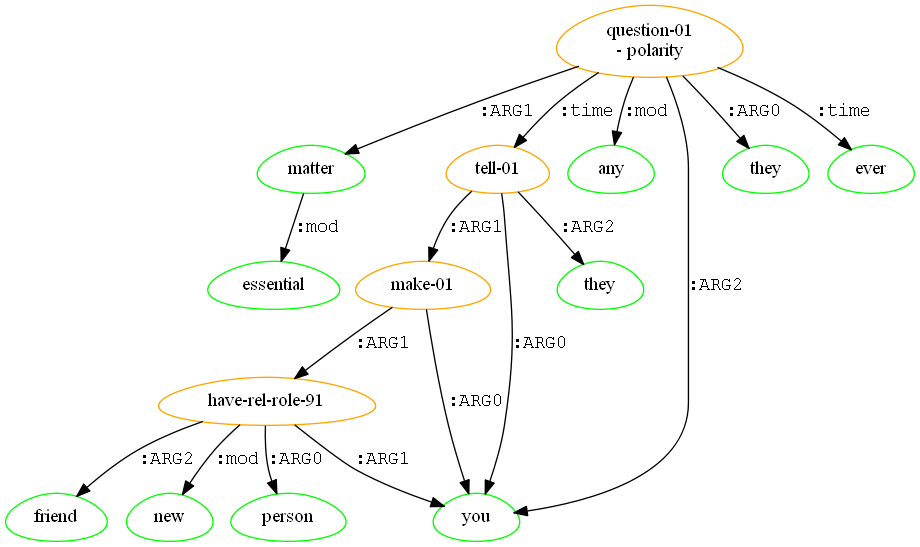 question-01
- polarity
:ARG1
:time
:mod
:ARG0
:time
matter
tell-01
any
they
ever
:mod
:ARG1
:ARG2
essential
make-01
they
:ARG2
:ARG1
:ARG0
have-rel-role-91
:ARG0
:ARG2
:mod
:ARG0
:ARG1
friend
new
person
you